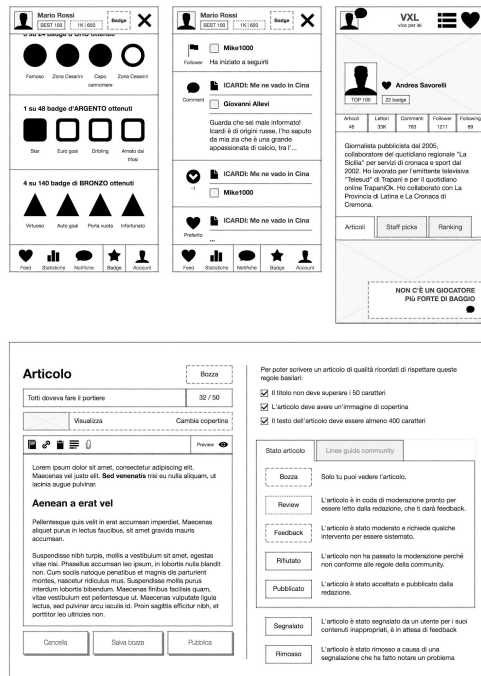 Mario Rossi
BEST 100
1K | 650
Badge
3 su 24 badge d'ORO ottenuti
Famoso
Zona Cesarini
Capo cannoniere
Zona Cesarini
1 su 48 badge d'ARGENTO ottenuti
Star
Euro goal
Dribling
Amato dai tifosi
4 su 140 badge di BRONZO ottenuti
Virtuoso
Auto goal
Porta vuota
Infortunato
Feed
Statistiche
Notifiche
Badge
Account
Mario Rossi
BEST 100
1K | 650
Badge
Mike1000
Follower
Ha iniziato a seguirti
ICARDI: Me ne vado in Cina
Comment
Giovanni Allevi
Guarda che sei male informato!
Icardi è di origini russe, l'ho saputo
da mia zia che è una grande
appassionata di calcio, tra l'...
ICARDI: Me ne vado in Cina
-1
Mike1000
ICARDI: Me ne vado in Cina
Preferito
...
Feed
Statistiche
Notifiche
Badge
Account
VXL
vivo per lei
Andrea Savorelli
TOP 100
22 badge
Articoli
Lettori
Commenti
Follower
Following
46
33K
763
1211
89
Giornalista pubblicista dal 2005,
collaboratore del quotidiano regionale "La
Sicilia" per servizi di cronaca e sport dal
2002. Ho lavorato per l'emittente televisiva
"Telesud" di Trapani e per il quotidiano
online TrapaniOk. Ho collaborato con La
Provincia di Latina e La Cronaca di
Cremona.
Articoli
Staff picks
Ranking
NON C'È UN GIOCATORE
PIù FORTE DI BAGGIO
Articolo
Bozza
Totti doveva fare il portiere
32 / 50
Visualizza
Cambia copertina
Preview
Lorem ipsum dolor sit amet, consectetur adipiscing elit.
Maecenas vel justo elit. Sed venenatis nisi eu nulla aliquam, ut
lacinia augue pulvinar.
Aenean a erat vel
Pellentesque quis velit in erat accumsan imperdiet. Maecenas
aliquet purus in lectus faucibus, sit amet gravida mauris
accumsan.
Suspendisse nibh turpis, mollis a vestibulum sit amet, egestas
vitae nisi. Phasellus accumsan leo ipsum, in lobortis nulla blandit
non. Cum sociis natoque penatibus et magnis dis parturient
montes, nascetur ridiculus mus. Suspendisse mollis purus
interdum lobortis bibendum. Maecenas finibus facilisis quam,
vitae vestibulum est pellentesque ut. Maecenas vulputate ligula
lectus, sed pulvinar arcu iaculis id. Proin sagittis efficitur nibh, et
porttitor leo ultricies non.
Cancella
Salva bozza
Pubblica
Per poter scrivere un articolo di qualità ricordati di rispettare queste
regole basilari:
Il titolo non deve superare i 50 caratteri
L'articolo deve avare un'immagine di copertina
Il testo dell'articolo deve essere almeno 400 caratteri
Stato articolo
Linee guida community
Bozza
Solo tu puoi vedere l'articolo.
Review
L'articolo è in coda di moderazione pronto per
essere letto dalla redazione, che ti darà feedback.
Feedback
L'articolo è stato moderato e richiede qualche
intervento per essere sistemato.
Rifiutato
L'articolo non ha passato la moderazione perché
non conforme alle regole della community.
Pubblicato
L'articolo è stato accettato e pubblicato dalla
redazione.
Segnalato
L'articolo è stato segnalato da un utente per i suoi
contenuti inappropriati, è in attesa di feedback
Rimosso
L'articolo è stato rimosso a causa di una
segnalazione che ha fatto notare un problema